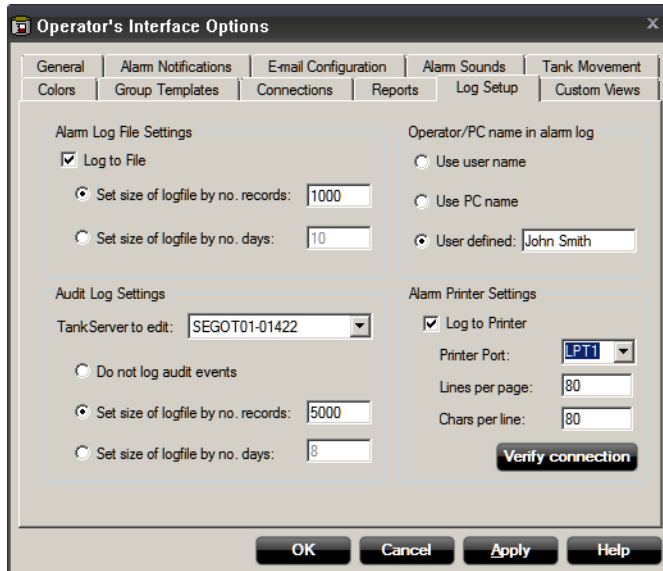 Operator's Interface Options
x
General Alarm Notifications E-mail Configuration Alarm Sounds Tank Movement
Colors Group Templates Connections Reports Log Setup Custom Views
Alarm Log File Settings
Log to File
Set size of logfile by no. records: 1000
Set size of logfile by no. days: 10
Operator/PC name in alarm log
Use user name
Use PC name
User defined: John Smith
Audit Log Settings
TankServer to edit: SEGOT01-01422
Do not log audit events
Set size of logfile by no. records: 5000
Set size of logfile by no. days: 8
Alarm Printer Settings
Log to Printer
Printer Port: LPT1
Lines per page: 80
Chars per line: 80
Verify connection
OK Cancel Apply Help